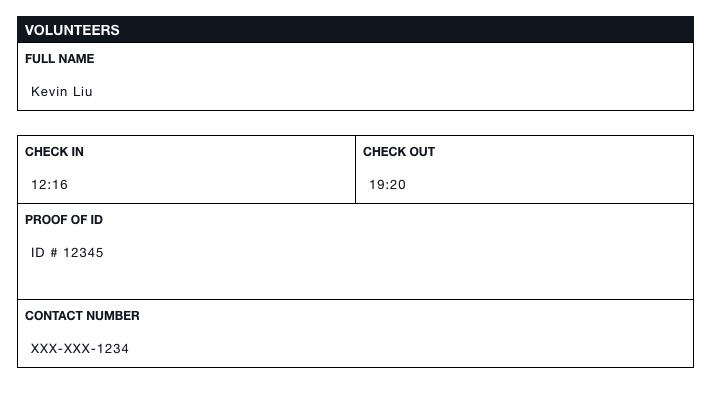 VOLUNTEERS
FULL NAME
Kevin Liu
CHECK IN
CHECK OUT
12:16
19:20
PROOF OF ID
ID # 12345
CONTACT NUMBER
XXX-XXX-1234